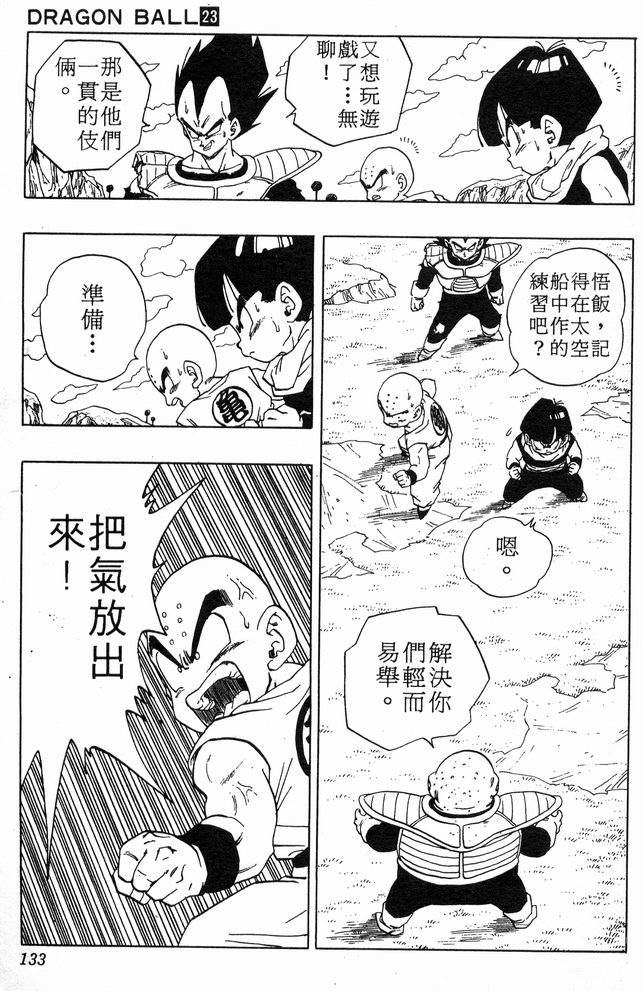 DRAGON BALL 23
又想玩遊
戲了…無
聊！
那是他們
一貫的伎
倆。
悟飯，記
得在太空
船中作的
練習吧？
嗯。
解決你
們輕而
易舉。
準備…
龜
把氣放出
來！
133